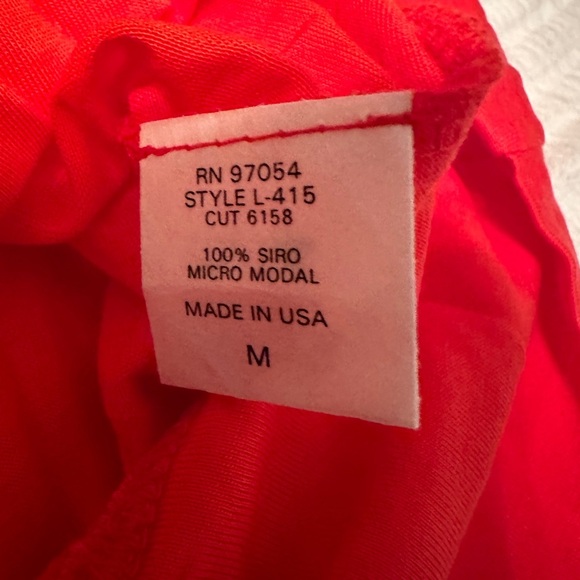 RN 97054
STYLE L-415
CUT 6158
100% SIRO
MICRO MODAL
MADE IN USA
M